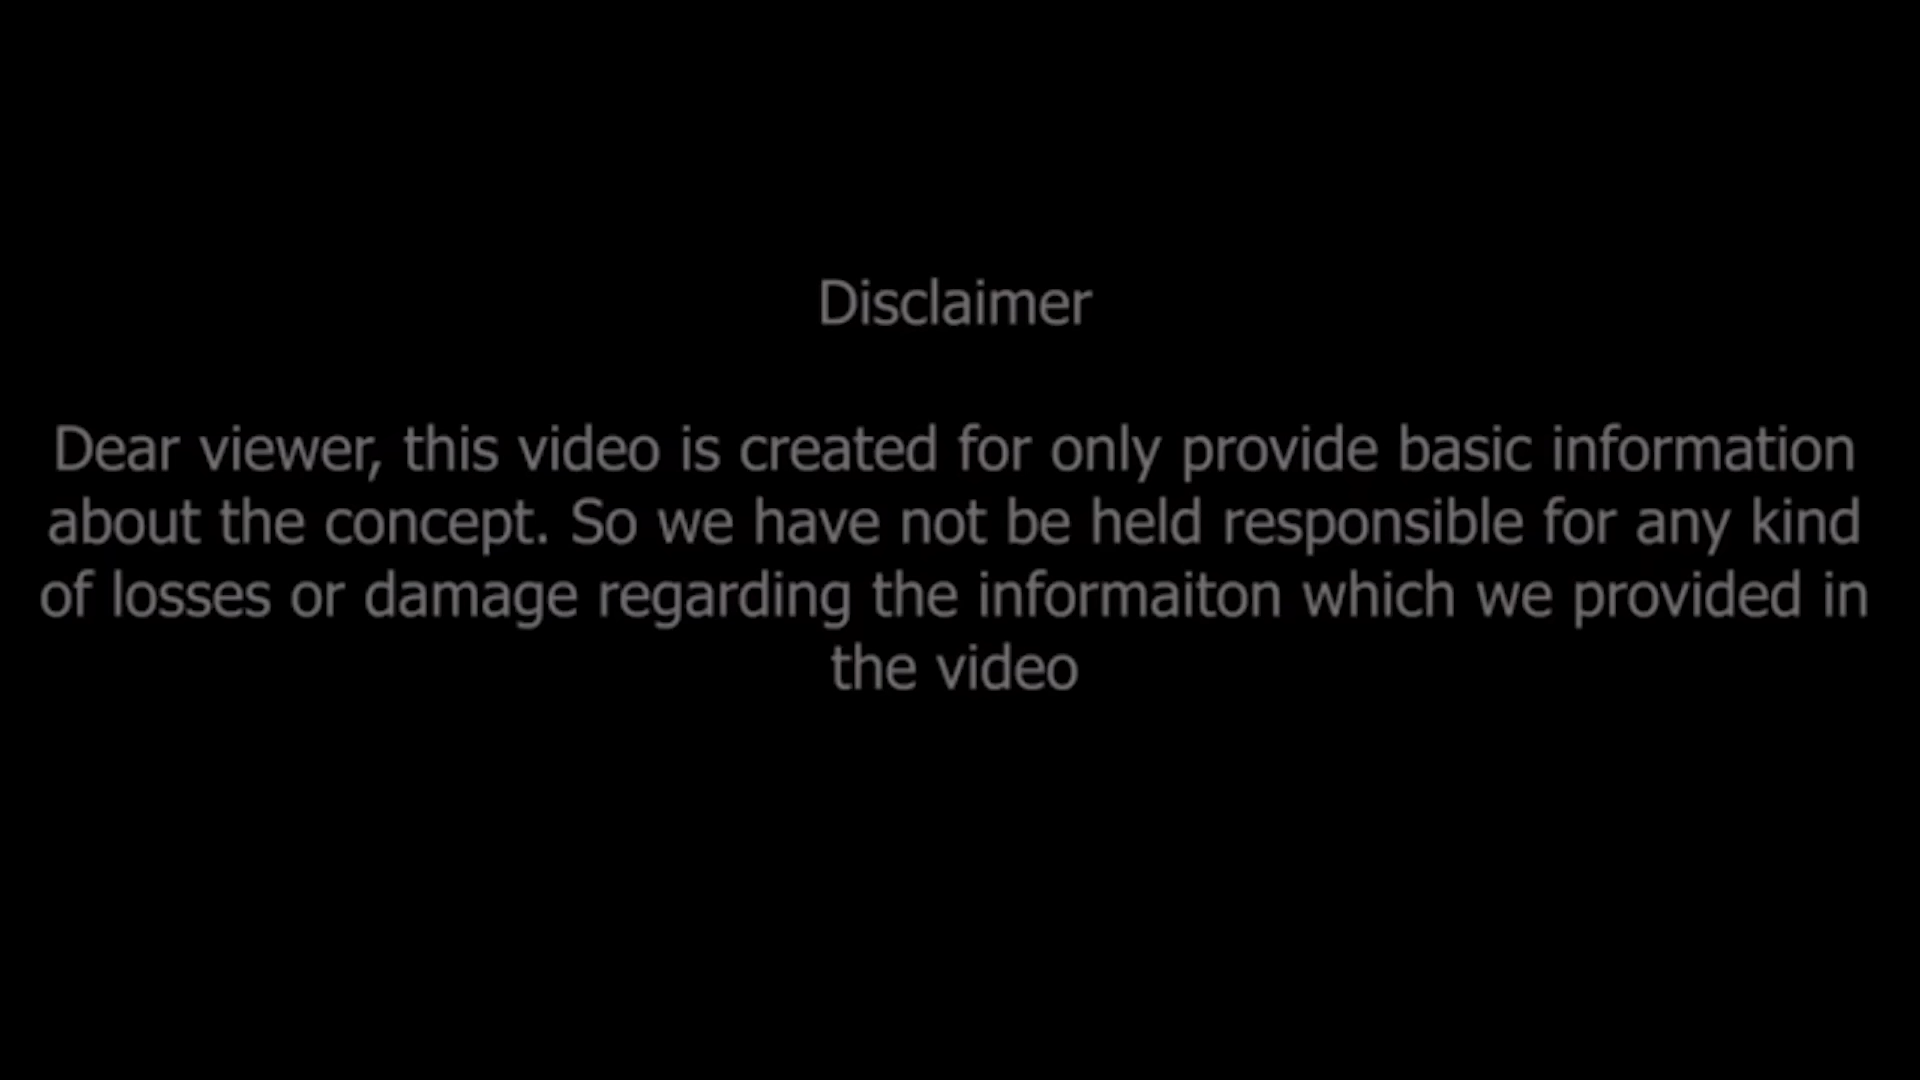 Disclaimer
Dear viewer, this video is created for only provide basic information
about the concept. So we have not be held responsible for any kind
of losses or damage regarding the informaiton which we provided in
the video